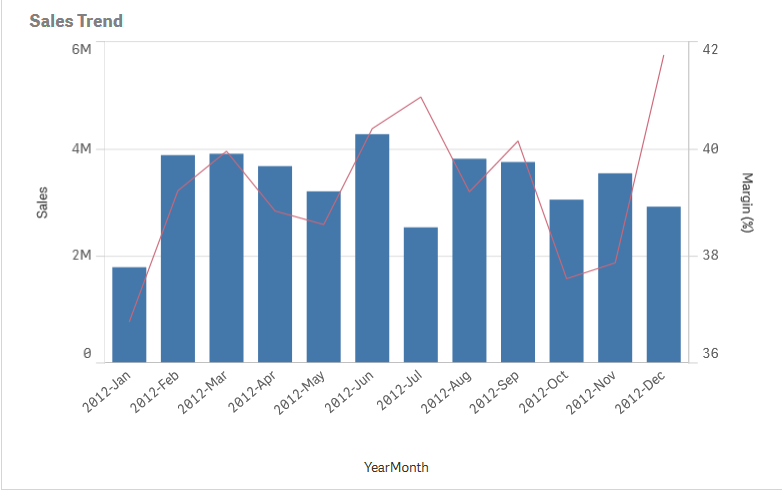 Sales Trend
6M
4M
2M
0
Sales
42
40
38
36
Margin (%)
2012-Jan
2012-Feb
2012-Mar
2012-Apr
2012-May
2012-Jun
2012-Jul
2012-Aug
2012-Sep
2012-Oct
2012-Nov
2012-Dec
YearMonth